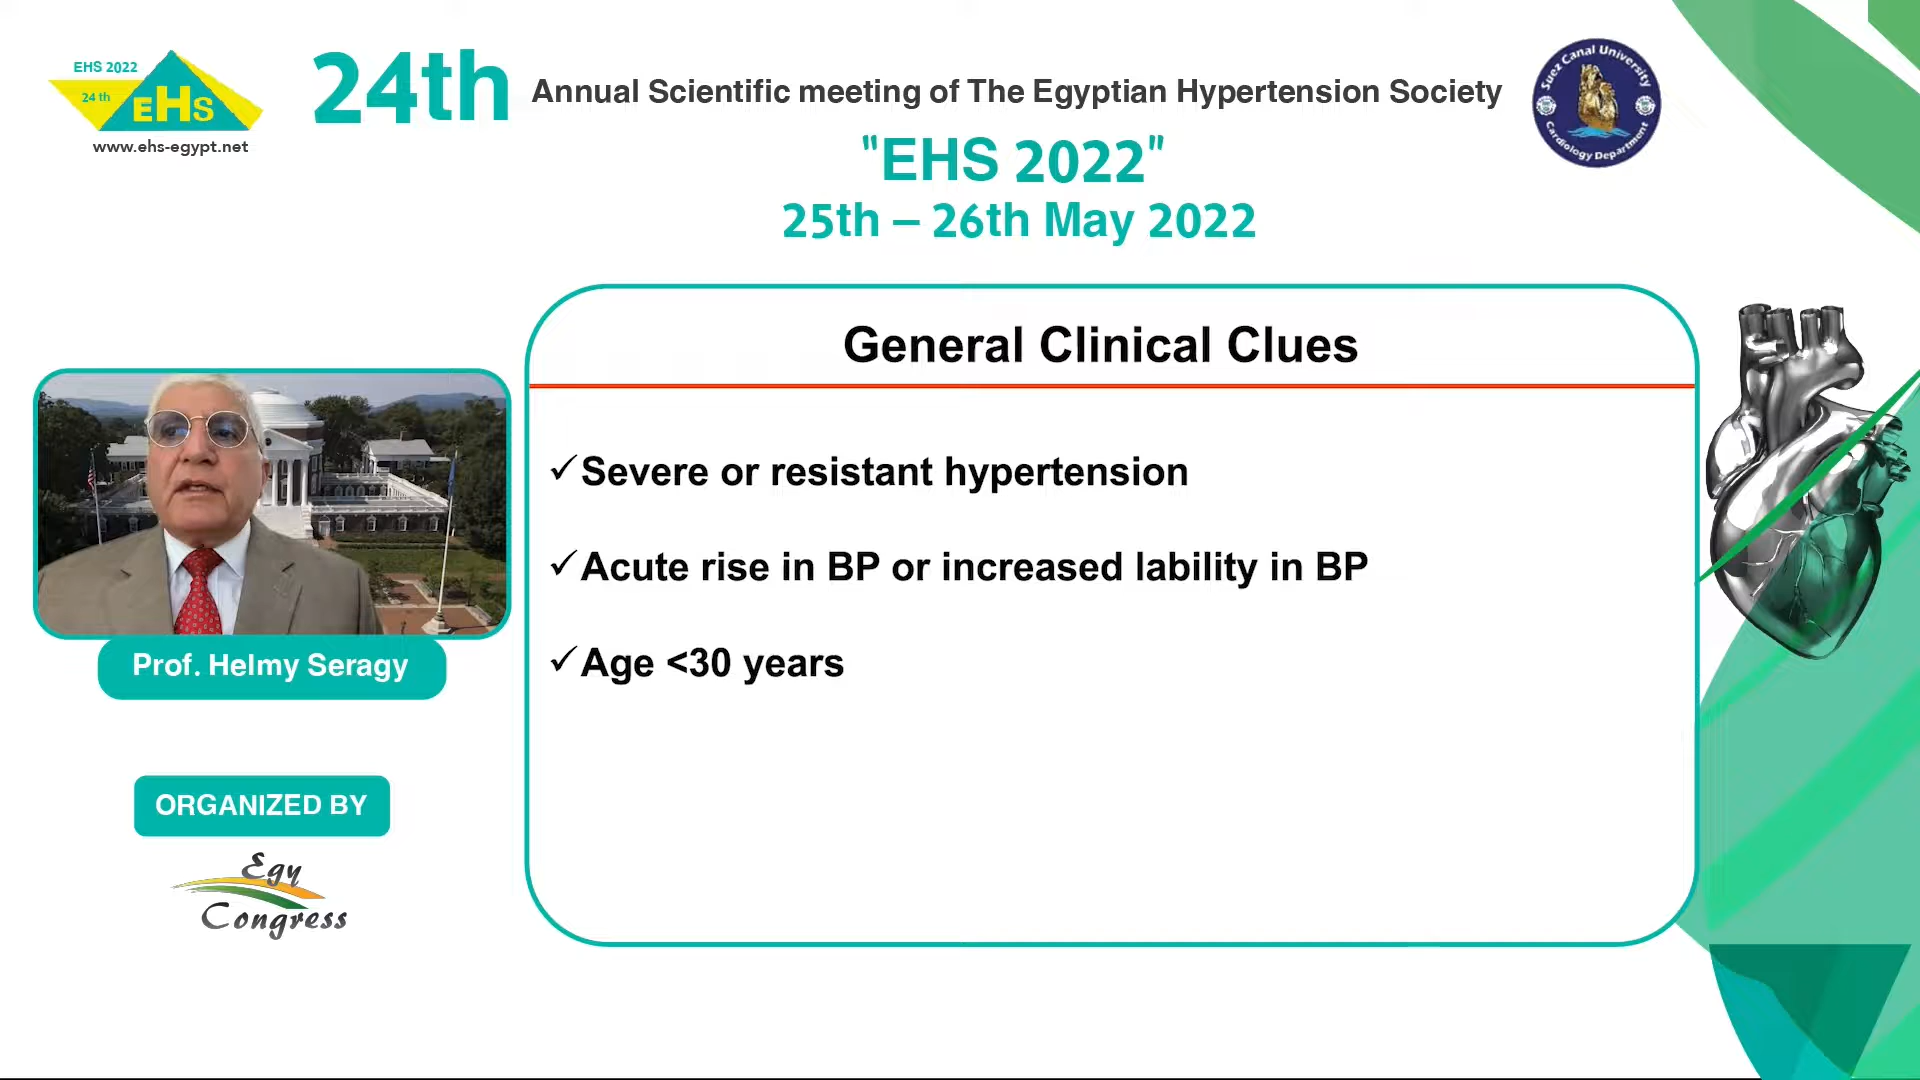 EHS 2022
24 th
EHS
www.ehs-egypt.net
24th Annual Scientific meeting of The Egyptian Hypertension Society
"EHS 2022"
25th – 26th May 2022
Suez Canal University
Cardiology Department
General Clinical Clues
✓Severe or resistant hypertension
✓Acute rise in BP or increased lability in BP
✓Age <30 years
Prof. Helmy Seragy
ORGANIZED BY
Egy
Congress